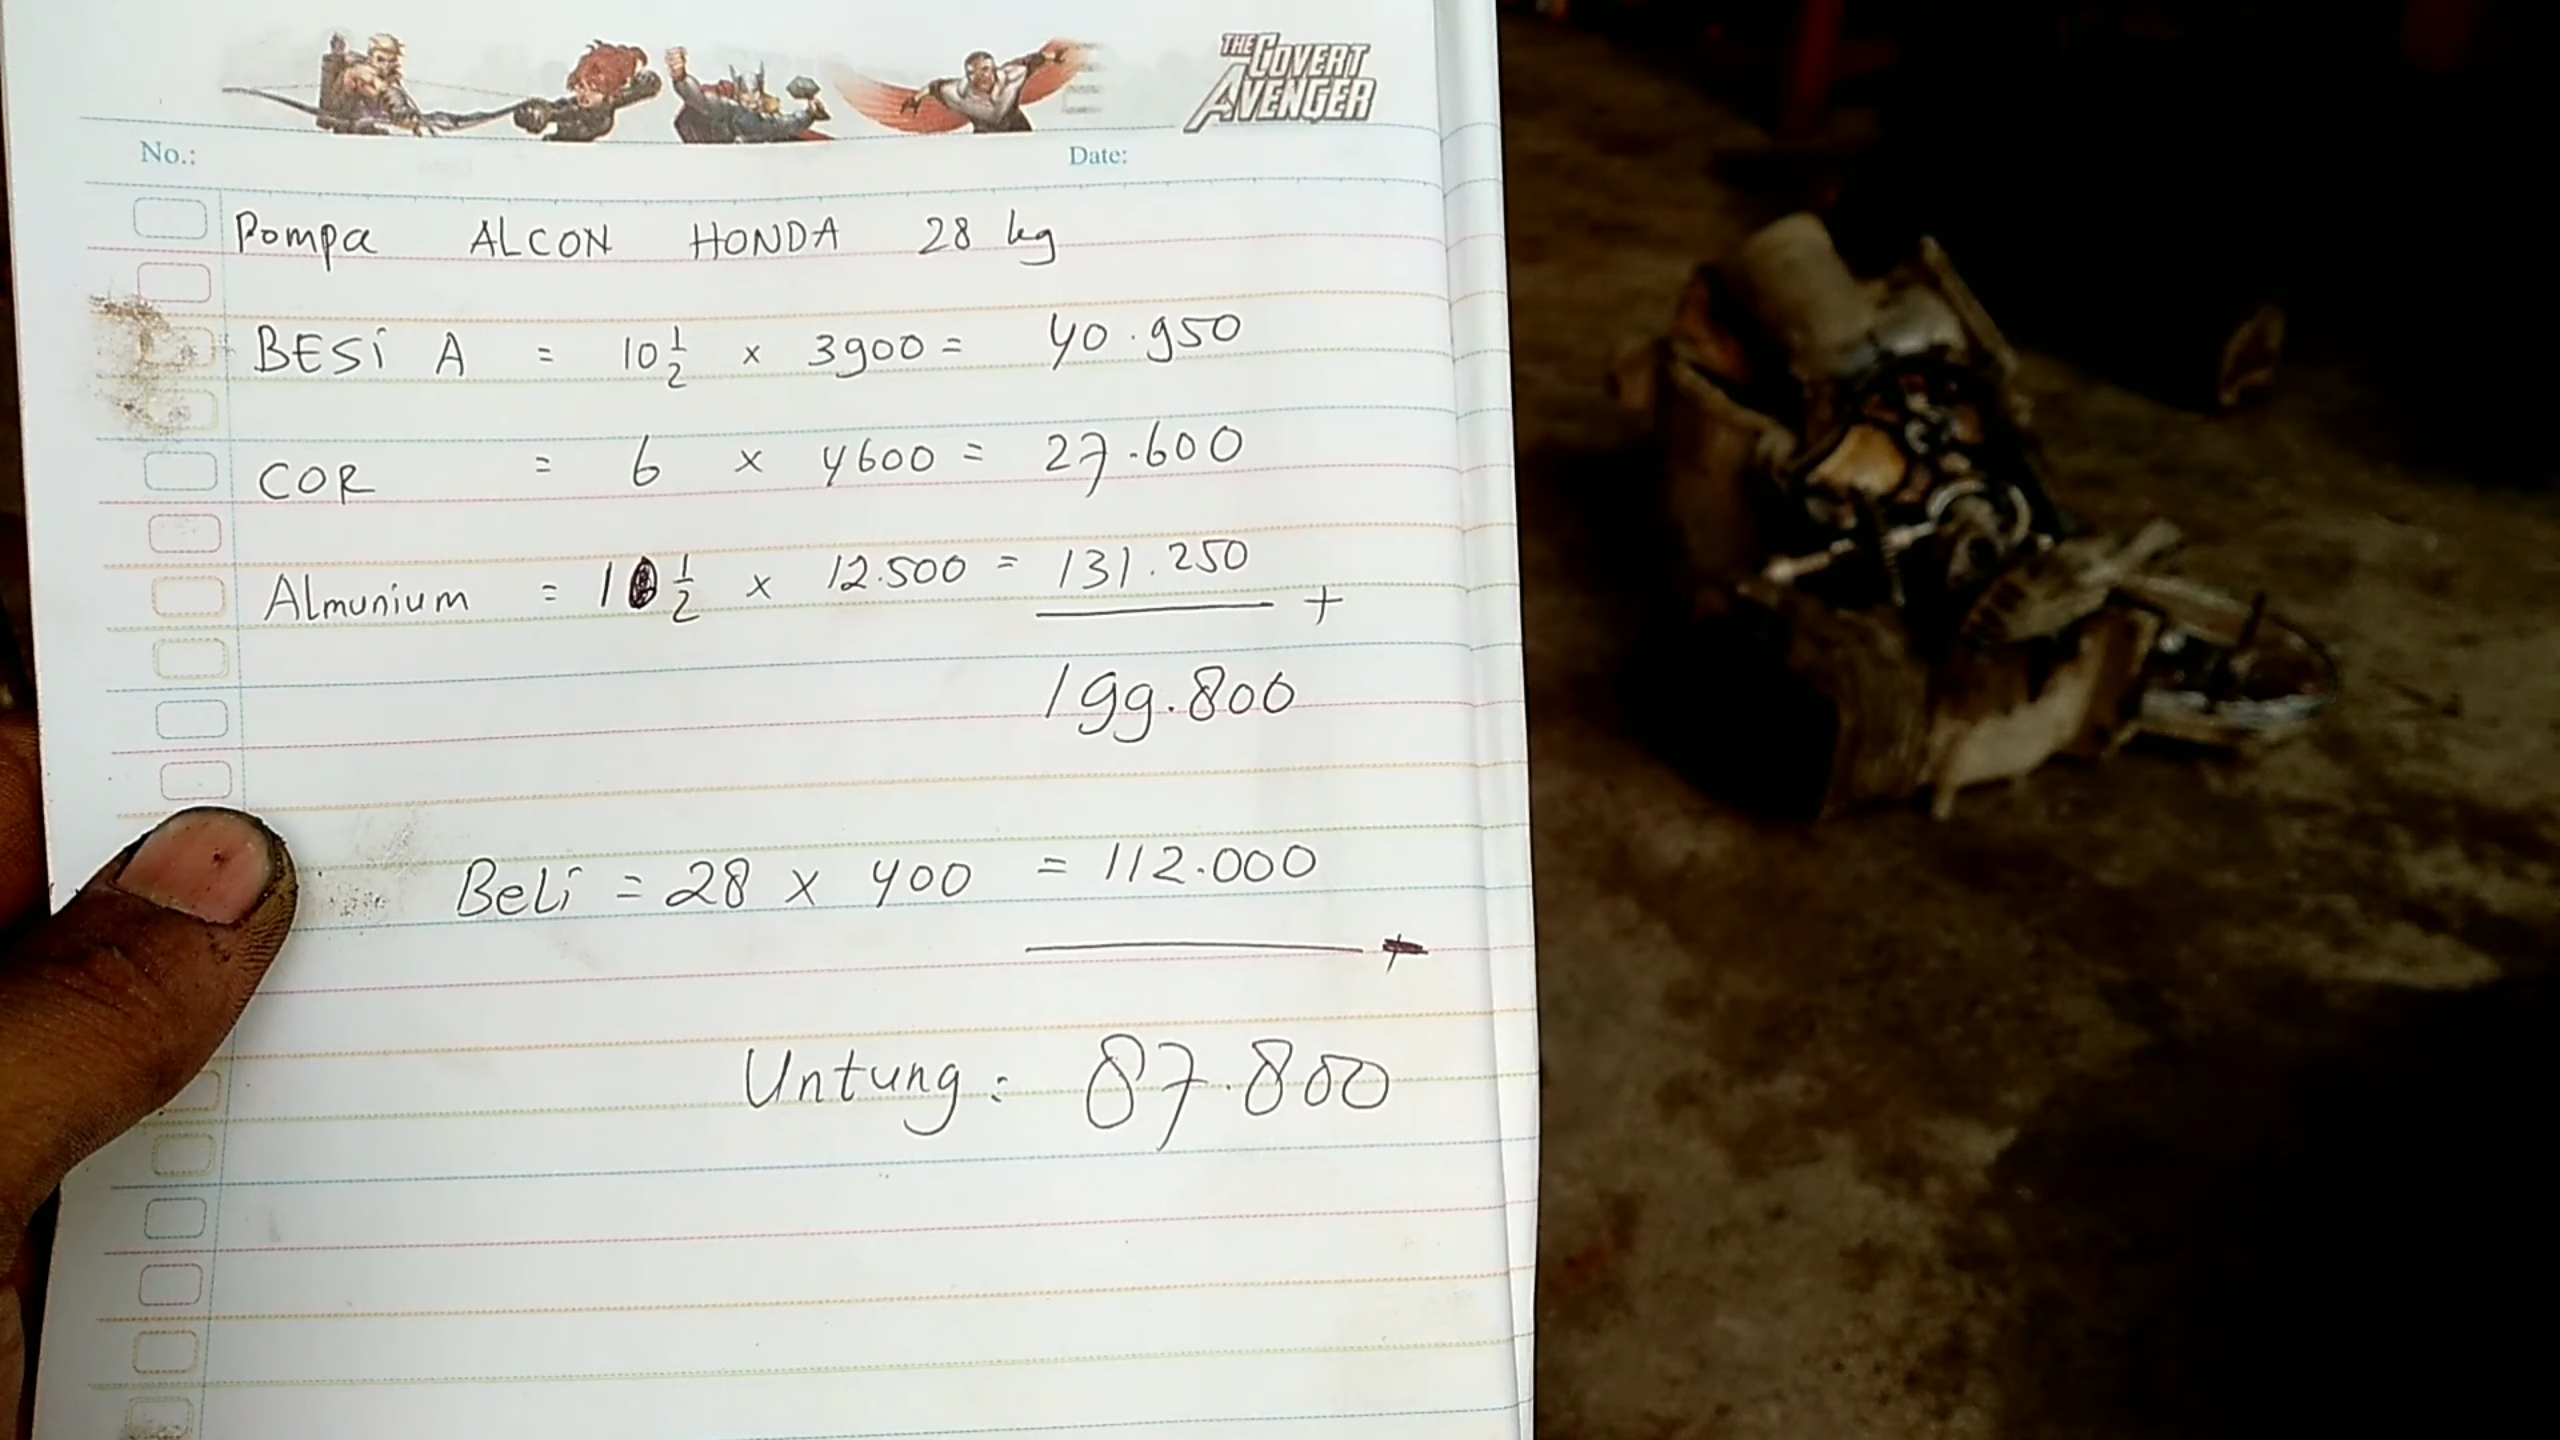 THE COVERT AVENGER
No.: Date:
Pompa ALCON HONDA 28 kg
BESi A = 10 1/2 x 3900 = 40.950
COR = 6 x 4600 = 27.600
Almunium = 10 1/2 x 12.500 = 131.250 +
199.800
Beli = 28 x 400 = 112.000
Untung : 87.800